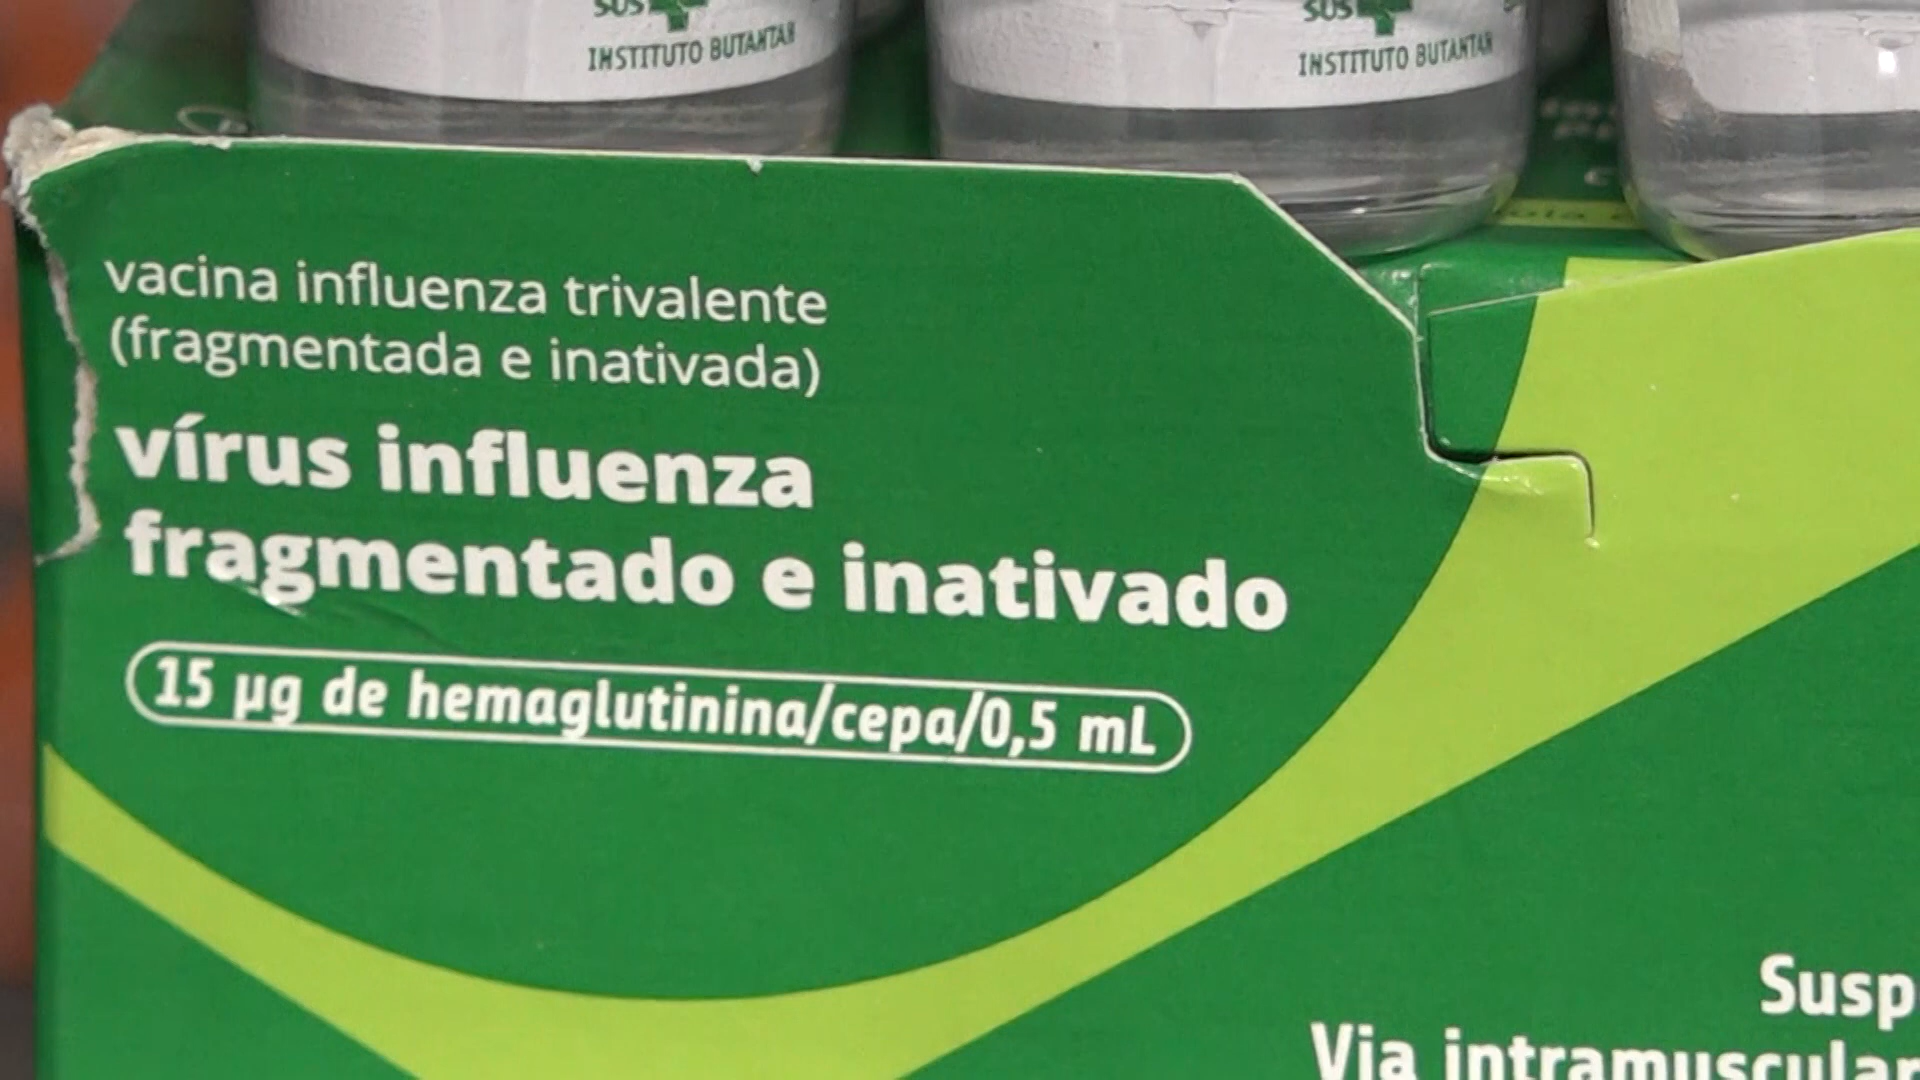 SUS
INSTITUTO BUTANTAN
SUS
INSTITUTO BUTANTAN
vacina influenza trivalente
(fragmentada e inativada)
vírus influenza
fragmentado e inativado
15 µg de hemaglutinina/cepa/0,5 mL
Susp
Via intramuscular